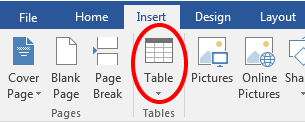 File Home Insert Design Layout
Cover Page Blank Page Page Break Table Pictures Online Pictures
Pages Tables